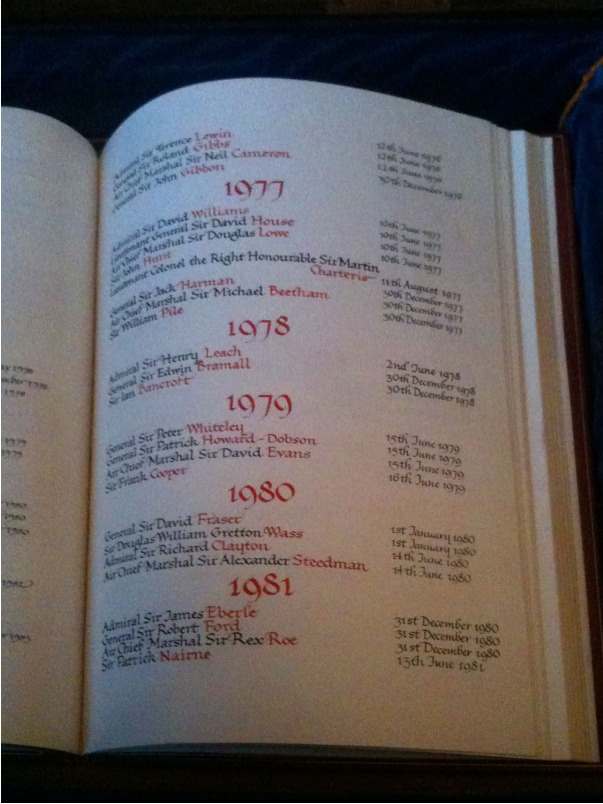 1976
1978
1979
1979
1980
1980
1980
Admiral Sir Terence Lewin 12th June 1976
General Sir Roland Gibbs 12th June 1976
Air Chief Marshal Sir Neil Cameron 12th June 1976
General Sir John Gibbon 30th December 1976
1977
Admiral Sir David Williams 10th June 1977
Lieutenant General Sir David House 10th June 1977
Air Chief Marshal Sir Douglas Lowe 10th June 1977
Sir John Hunt 10th June 1977
Lieutenant Colonel the Right Honourable Sir Martin
Charteris 11th August 1977
General Sir Jack Harman 30th December 1977
Air Chief Marshal Sir Michael Beetham 30th December 1977
Sir William Pile 30th December 1977
1978
Admiral Sir Henry Leach 2nd June 1978
General Sir Edwin Bramall 30th December 1978
Sir Ian Bancroft 30th December 1978
1979
General Sir Peter Whiteley 15th June 1979
General Sir Patrick Howard-Dobson 15th June 1979
Air Chief Marshal Sir David Evans 15th June 1979
Sir Frank Cooper 16th June 1979
1980
General Sir David Fraser 1st January 1980
Sir Douglas William Gretton Wass 1st January 1980
Admiral Sir Richard Clayton 14th June 1980
Air Chief Marshal Sir Alexander Steedman 14th June 1980
1981
Admiral Sir James Eberle 31st December 1980
General Sir Robert Ford 31st December 1980
Air Chief Marshal Sir Rex Roe 31st December 1980
Sir Patrick Nairne 13th June 1981